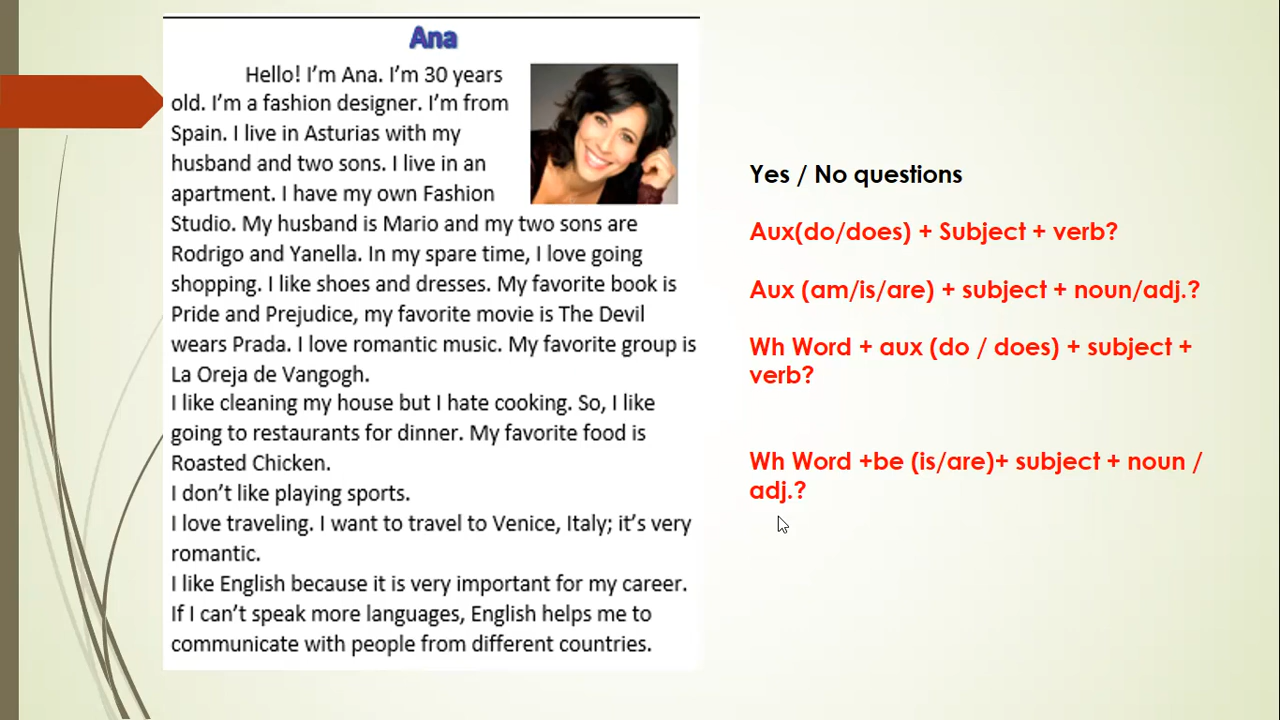 Ana
Hello! I'm Ana. I'm 30 years
old. I'm a fashion designer. I'm from
Spain. I live in Asturias with my
husband and two sons. I live in an
apartment. I have my own Fashion
Studio. My husband is Mario and my two sons are
Rodrigo and Yanella. In my spare time, I love going
shopping. I like shoes and dresses. My favorite book is
Pride and Prejudice, my favorite movie is The Devil
wears Prada. I love romantic music. My favorite group is
La Oreja de Vangogh.
I like cleaning my house but I hate cooking. So, I like
going to restaurants for dinner. My favorite food is
Roasted Chicken.
I don't like playing sports.
I love traveling. I want to travel to Venice, Italy; it's very
romantic.
I like English because it is very important for my career.
If I can't speak more languages, English helps me to
communicate with people from different countries.
Yes / No questions
Aux(do/does) + Subject + verb?
Aux (am/is/are) + subject + noun/adj.?
Wh Word + aux (do / does) + subject +
verb?
Wh Word +be (is/are)+ subject + noun /
adj.?